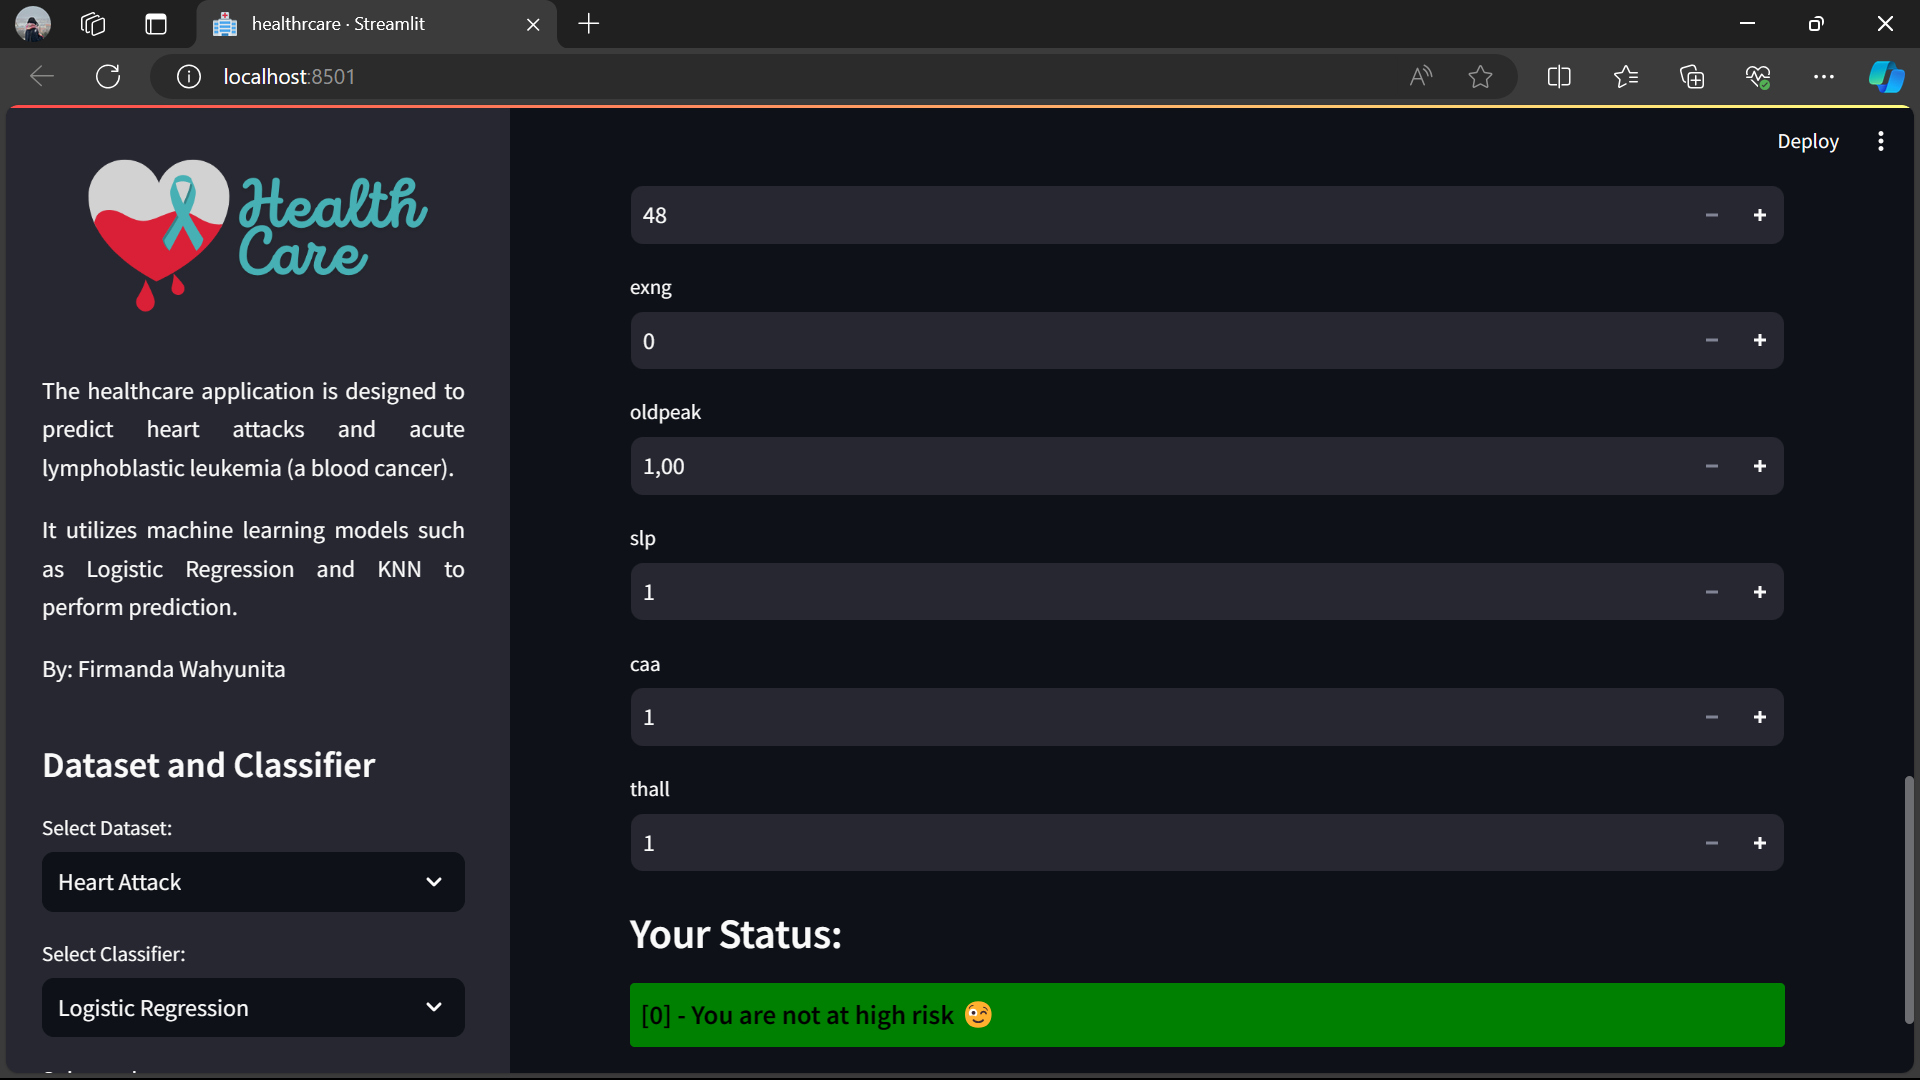 healthrcare · Streamlit
localhost:8501
Deploy
Health
Care
The healthcare application is designed to
predict heart attacks and acute
lymphoblastic leukemia (a blood cancer).
It utilizes machine learning models such
as Logistic Regression and KNN to
perform prediction.
By: Firmanda Wahyunita
Dataset and Classifier
Select Dataset:
Heart Attack
Select Classifier:
Logistic Regression
48
exng
0
oldpeak
1,00
slp
1
caa
1
thall
1
Your Status:
[0] - You are not at high risk 😉